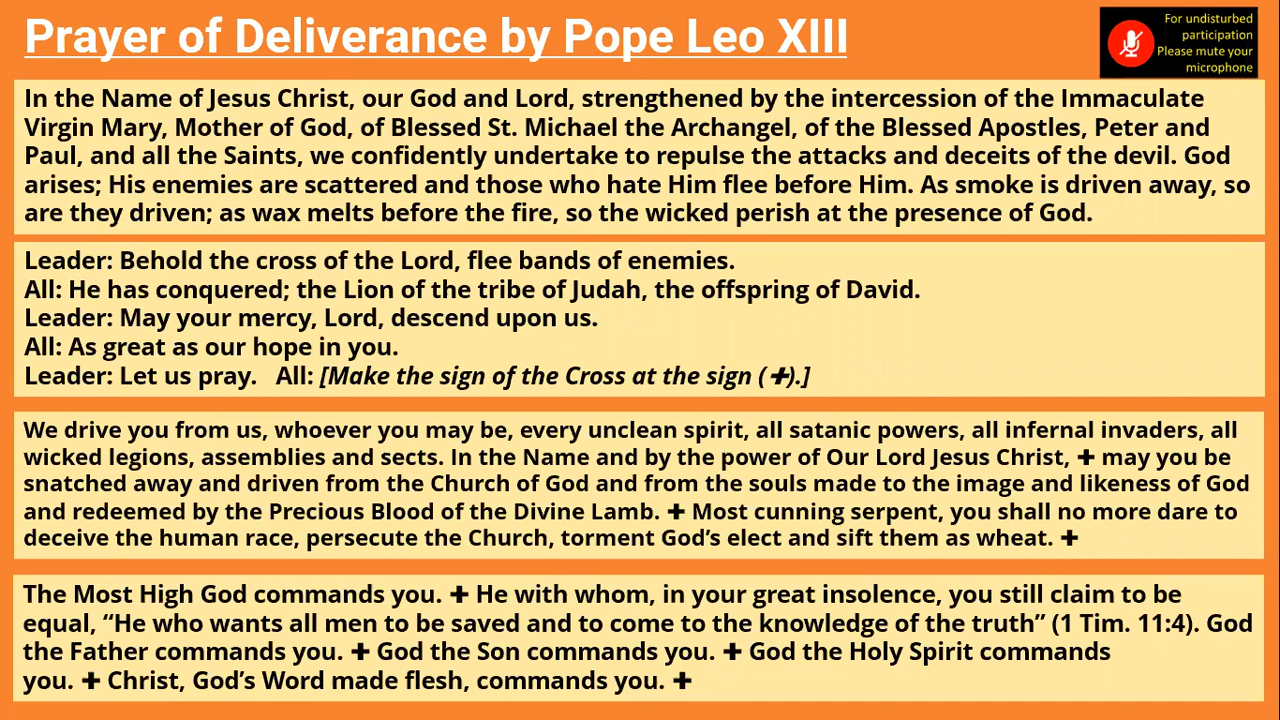 Prayer of Deliverance by Pope Leo XIII
For undisturbed
participation
Please mute your
microphone
In the Name of Jesus Christ, our God and Lord, strengthened by the intercession of the Immaculate
Virgin Mary, Mother of God, of Blessed St. Michael the Archangel, of the Blessed Apostles, Peter and
Paul, and all the Saints, we confidently undertake to repulse the attacks and deceits of the devil. God
arises; His enemies are scattered and those who hate Him flee before Him. As smoke is driven away, so
are they driven; as wax melts before the fire, so the wicked perish at the presence of God.
Leader: Behold the cross of the Lord, flee bands of enemies.
All: He has conquered; the Lion of the tribe of Judah, the offspring of David.
Leader: May your mercy, Lord, descend upon us.
All: As great as our hope in you.
Leader: Let us pray.   All: [Make the sign of the Cross at the sign (✚).]
We drive you from us, whoever you may be, every unclean spirit, all satanic powers, all infernal invaders, all
wicked legions, assemblies and sects. In the Name and by the power of Our Lord Jesus Christ, ✚ may you be
snatched away and driven from the Church of God and from the souls made to the image and likeness of God
and redeemed by the Precious Blood of the Divine Lamb. ✚ Most cunning serpent, you shall no more dare to
deceive the human race, persecute the Church, torment God’s elect and sift them as wheat. ✚
The Most High God commands you. ✚ He with whom, in your great insolence, you still claim to be
equal, “He who wants all men to be saved and to come to the knowledge of the truth” (1 Tim. 11:4). God
the Father commands you. ✚ God the Son commands you. ✚ God the Holy Spirit commands
you. ✚ Christ, God’s Word made flesh, commands you. ✚